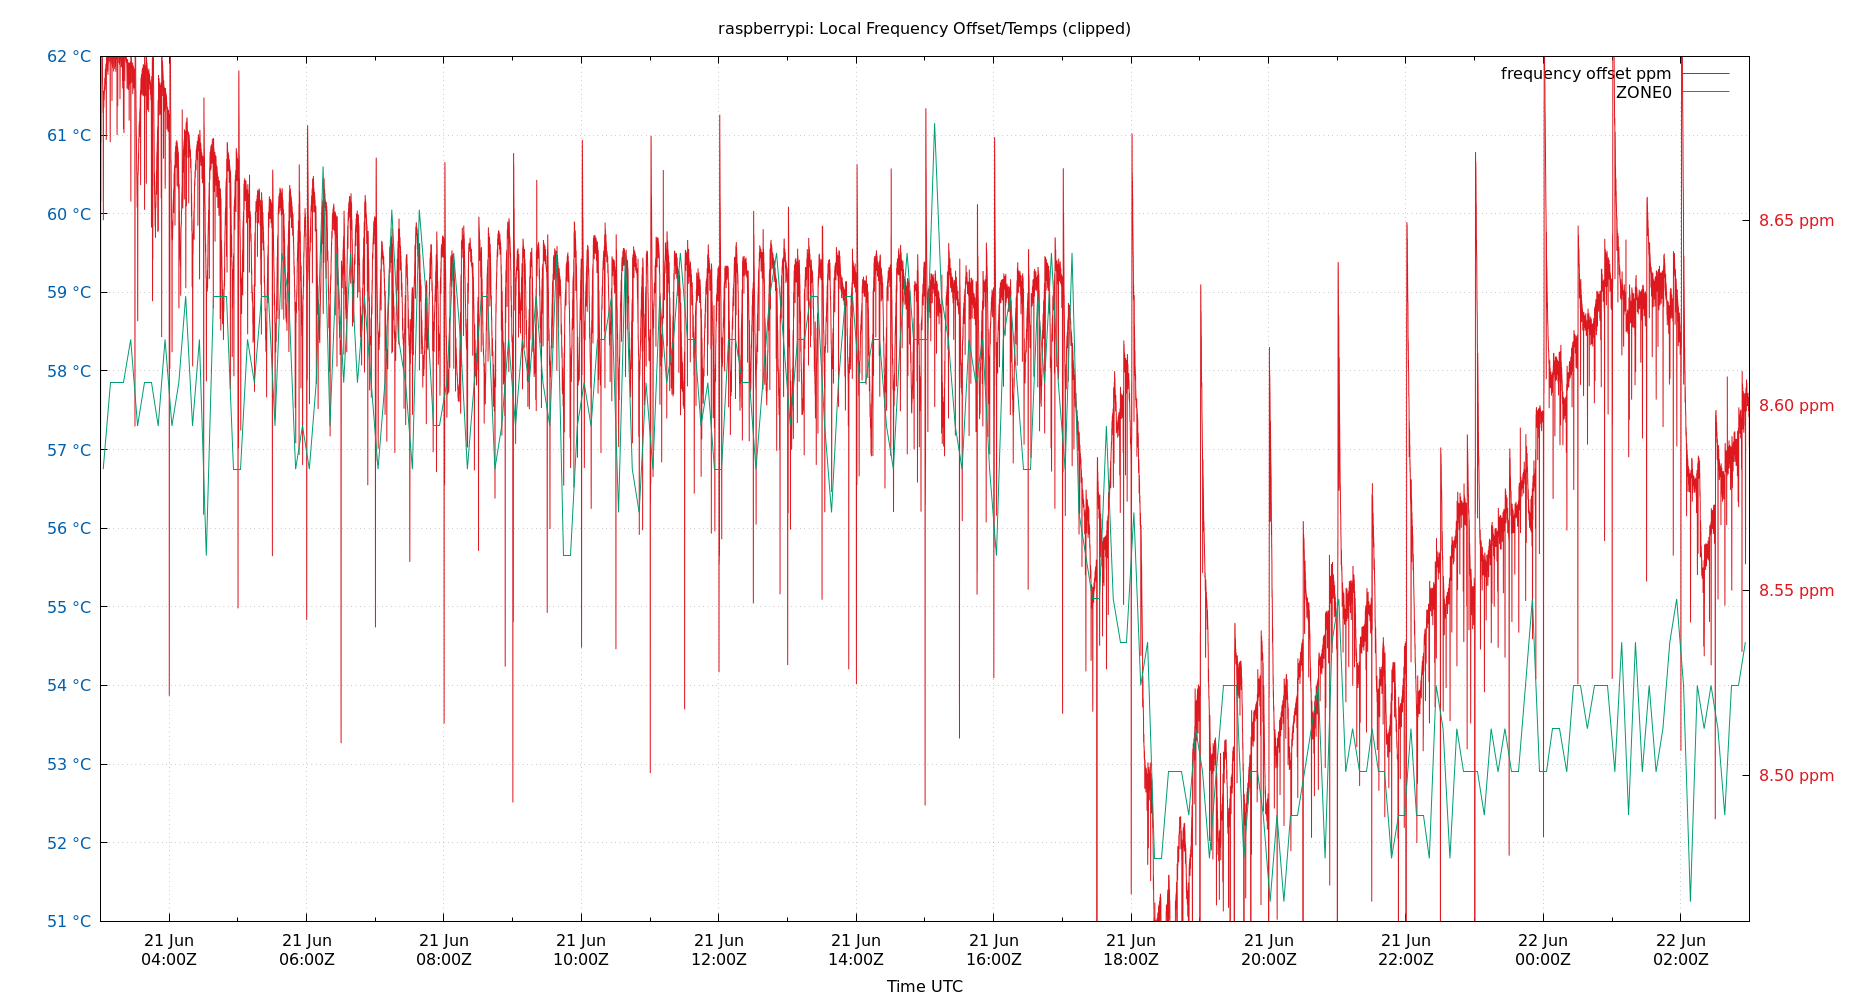 raspberrypi: Local Frequency Offset/Temps (clipped)
62 °C
61 °C
60 °C
59 °C
58 °C
57 °C
56 °C
55 °C
54 °C
53 °C
52 °C
51 °C
frequency offset ppm
ZONE0
8.65 ppm
8.60 ppm
8.55 ppm
8.50 ppm
21 Jun 21 Jun 21 Jun 21 Jun 21 Jun 21 Jun 21 Jun 21 Jun 21 Jun 21 Jun 22 Jun 22 Jun
04:00Z 06:00Z 08:00Z 10:00Z 12:00Z 14:00Z 16:00Z 18:00Z 20:00Z 22:00Z 00:00Z 02:00Z
Time UTC